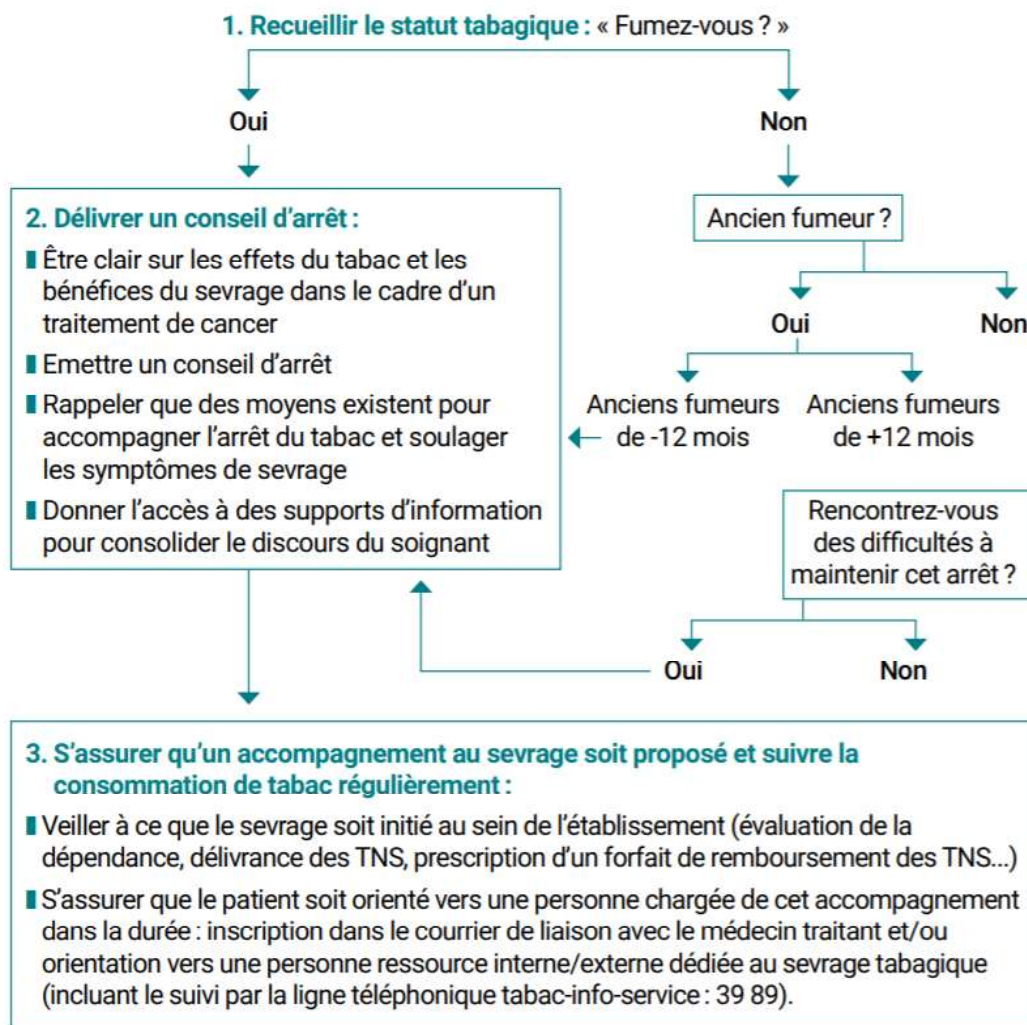 1. Recueillir le statut tabagique : « Fumez-vous ? »
Oui
Non
2. Délivrer un conseil d’arrêt :
Être clair sur les effets du tabac et les
bénéfices du sevrage dans le cadre d’un
traitement de cancer
Emettre un conseil d’arrêt
Rappeler que des moyens existent pour
accompagner l’arrêt du tabac et soulager
les symptômes de sevrage
Donner l’accès à des supports d’information
pour consolider le discours du soignant
Ancien fumeur ?
Oui
Non
Anciens fumeurs
de -12 mois
Anciens fumeurs
de +12 mois
Rencontrez-vous
des difficultés à
maintenir cet arrêt ?
Oui
Non
3. S’assurer qu’un accompagnement au sevrage soit proposé et suivre la
consommation de tabac régulièrement :
Veiller à ce que le sevrage soit initié au sein de l’établissement (évaluation de la
dépendance, délivrance des TNS, prescription d’un forfait de remboursement des TNS...)
S’assurer que le patient soit orienté vers une personne chargée de cet accompagnement
dans la durée : inscription dans le courrier de liaison avec le médecin traitant et/ou
orientation vers une personne ressource interne/externe dédiée au sevrage tabagique
(incluant le suivi par la ligne téléphonique tabac-info-service : 39 89).